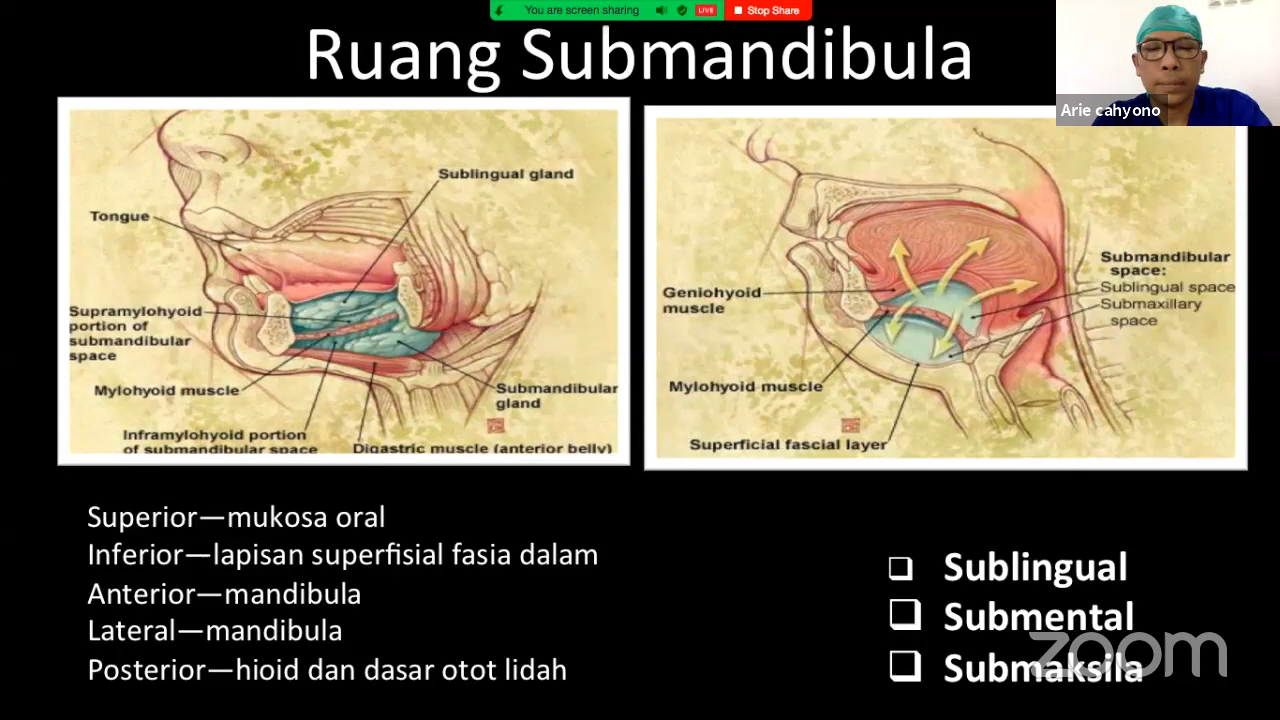 You are screen sharing
LIVE
Stop Share
Ruang Submandibula
Arie cahyono
Sublingual gland
Tongue
Supramylohyoid
portion of
submandibular
space
Mylohyoid muscle
Submandibular
gland
Inframylohyoid portion
of submandibular space
Digastric muscle (anterior belly)
Submandibular
space:
Sublingual space
Submaxillary
space
Geniohyoid
muscle
Mylohyoid muscle
Superficial fascial layer
Superior—mukosa oral
Inferior—lapisan superfisial fasia dalam
Anterior—mandibula
Lateral—mandibula
Posterior—hioid dan dasar otot lidah
Sublingual
Submental
Submaksila
zoom